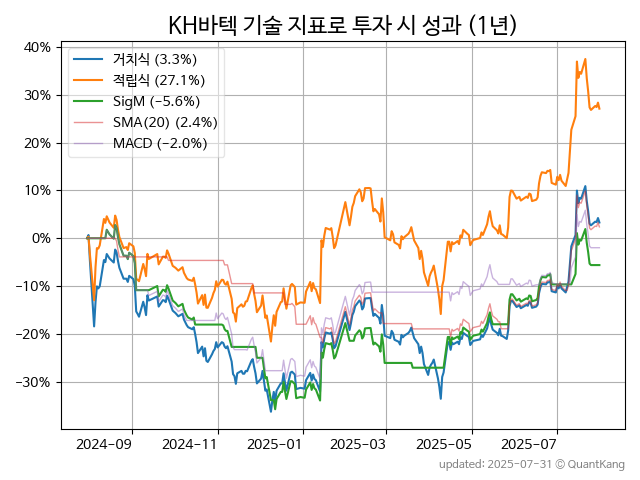 KH바텍 기술 지표로 투자 시 성과 (1년)
거치식 (3.3%)
적립식 (27.1%)
SigM (−5.6%)
SMA(20) (2.4%)
MACD (−2.0%)
40%
30%
20%
10%
0%
−10%
−20%
−30%
2024-09 2024-11 2025-01 2025-03 2025-05 2025-07
updated: 2025-07-31 © QuantKang